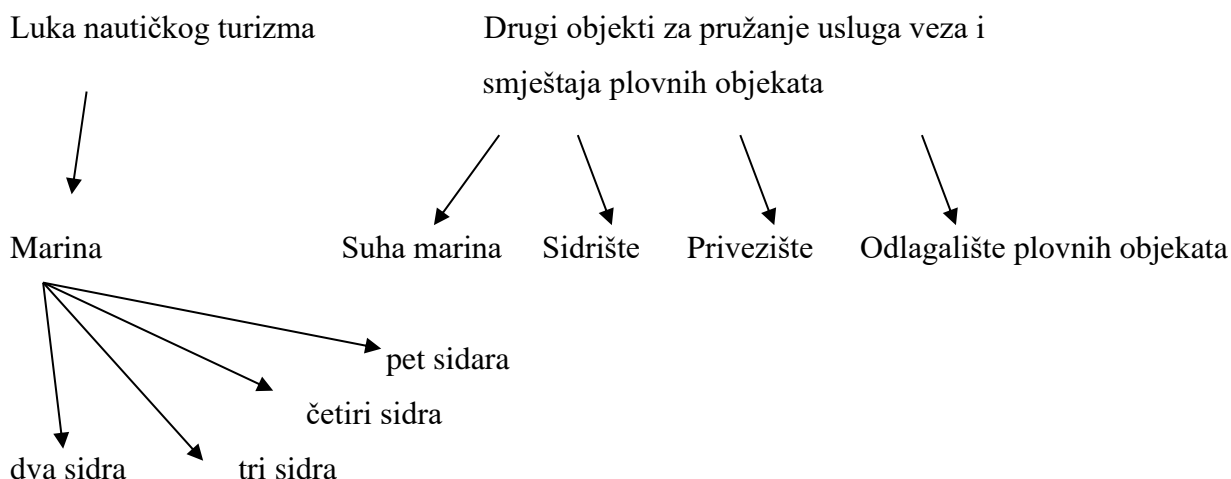 Luka nautičkog turizma
Drugi objekti za pružanje usluga veza i
smještaja plovnih objekata
Marina
Suha marina
Sidrište
Privezište
Odlagalište plovnih objekata
pet sidara
četiri sidra
dva sidra
tri sidra